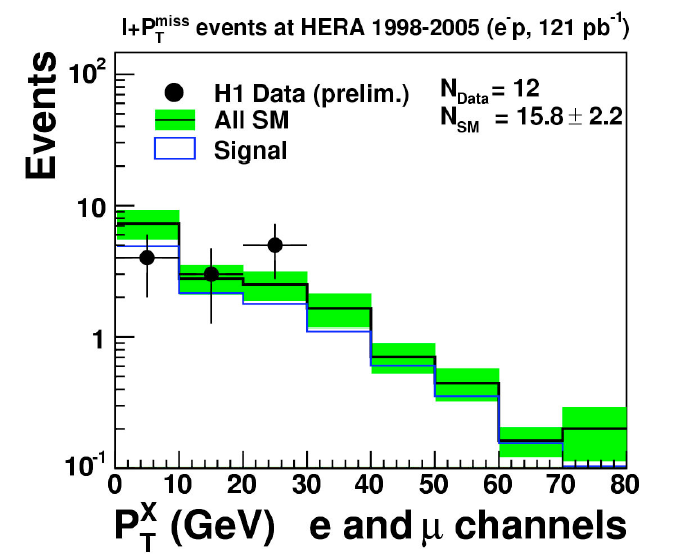 l+P_T^miss events at HERA 1998-2005 (e⁻p, 121 pb⁻¹)
Events
10²
10
1
10⁻¹
H1 Data (prelim.)
All SM
Signal
N_Data = 12
N_SM = 15.8 ± 2.2
0 10 20 30 40 50 60 70 80
P_T^X (GeV) e and μ channels